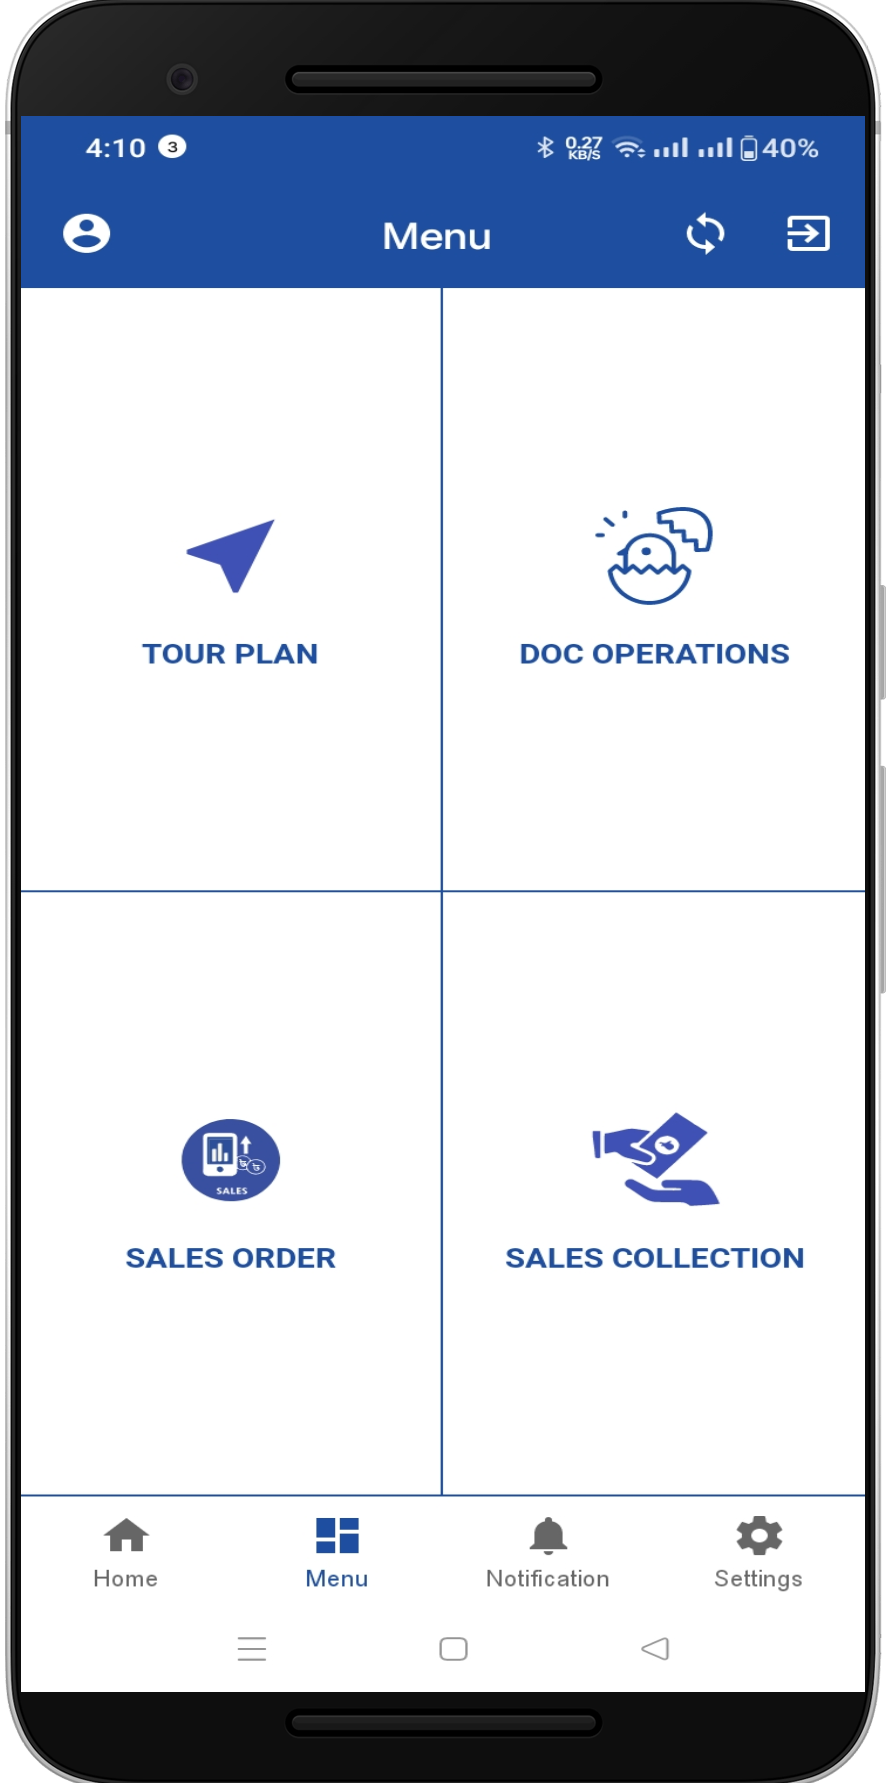 4:10 3 0.27 KB/S 40%
Menu
TOUR PLAN
DOC OPERATIONS
SALES
SALES ORDER
SALES COLLECTION
Home
Menu
Notification
Settings